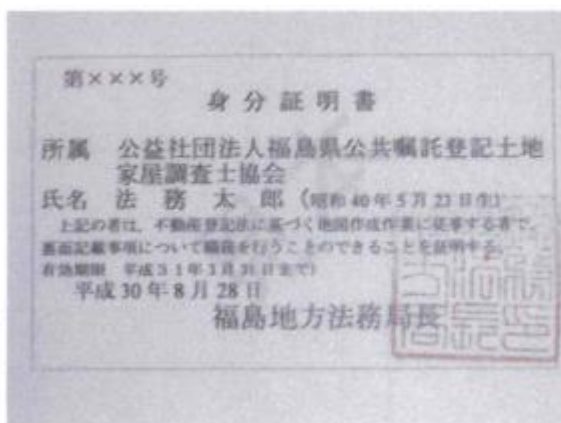 第×××号
身分証明書
所属　公益社団法人福島県公共嘱託登記土地
家屋調査士協会
氏名　法務太郎（昭和40年5月23日生）
上記の者は、不動産登記法に基づく地図作成作業に従事する者で、
裏面記載事項について職務を行うことのできることを証明する。
有効期限　平成31年3月31日まで）
平成30年8月28日
福島地方法務局長